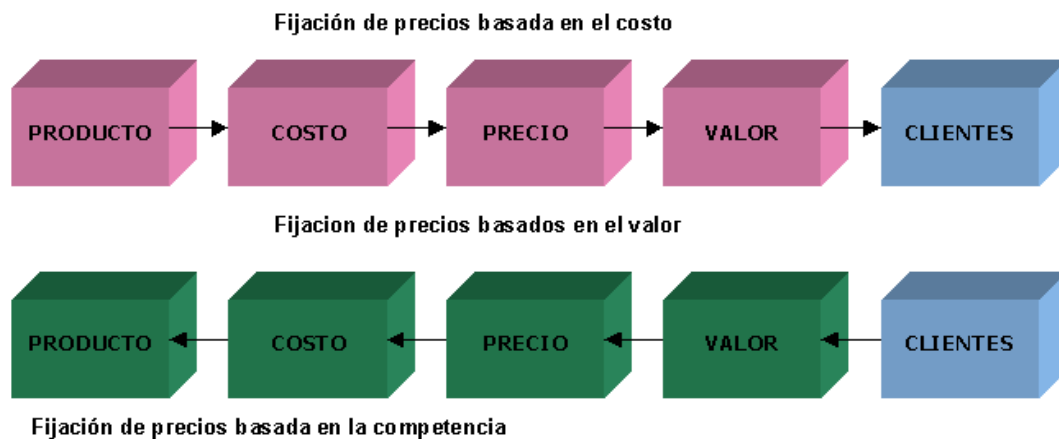 Fijación de precios basada en el costo
PRODUCTO COSTO PRECIO VALOR CLIENTES
Fijacion de precios basados en el valor
PRODUCTO COSTO PRECIO VALOR CLIENTES
Fijación de precios basada en la competencia